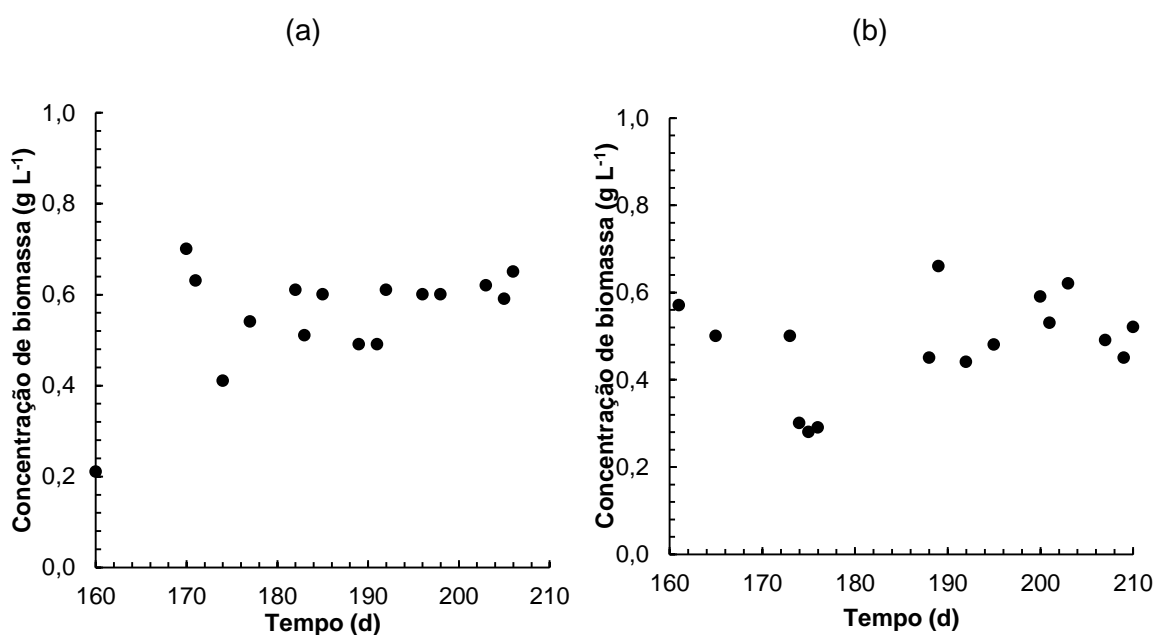 (a)
(b)
Concentração de biomassa (g L⁻¹)
1,0
0,8
0,6
0,4
0,2
0,0
160 170 180 190 200 210
Tempo (d)
Concentração de biomassa (g L⁻¹)
1,0
0,8
0,6
0,4
0,2
0,0
160 170 180 190 200 210
Tempo (d)